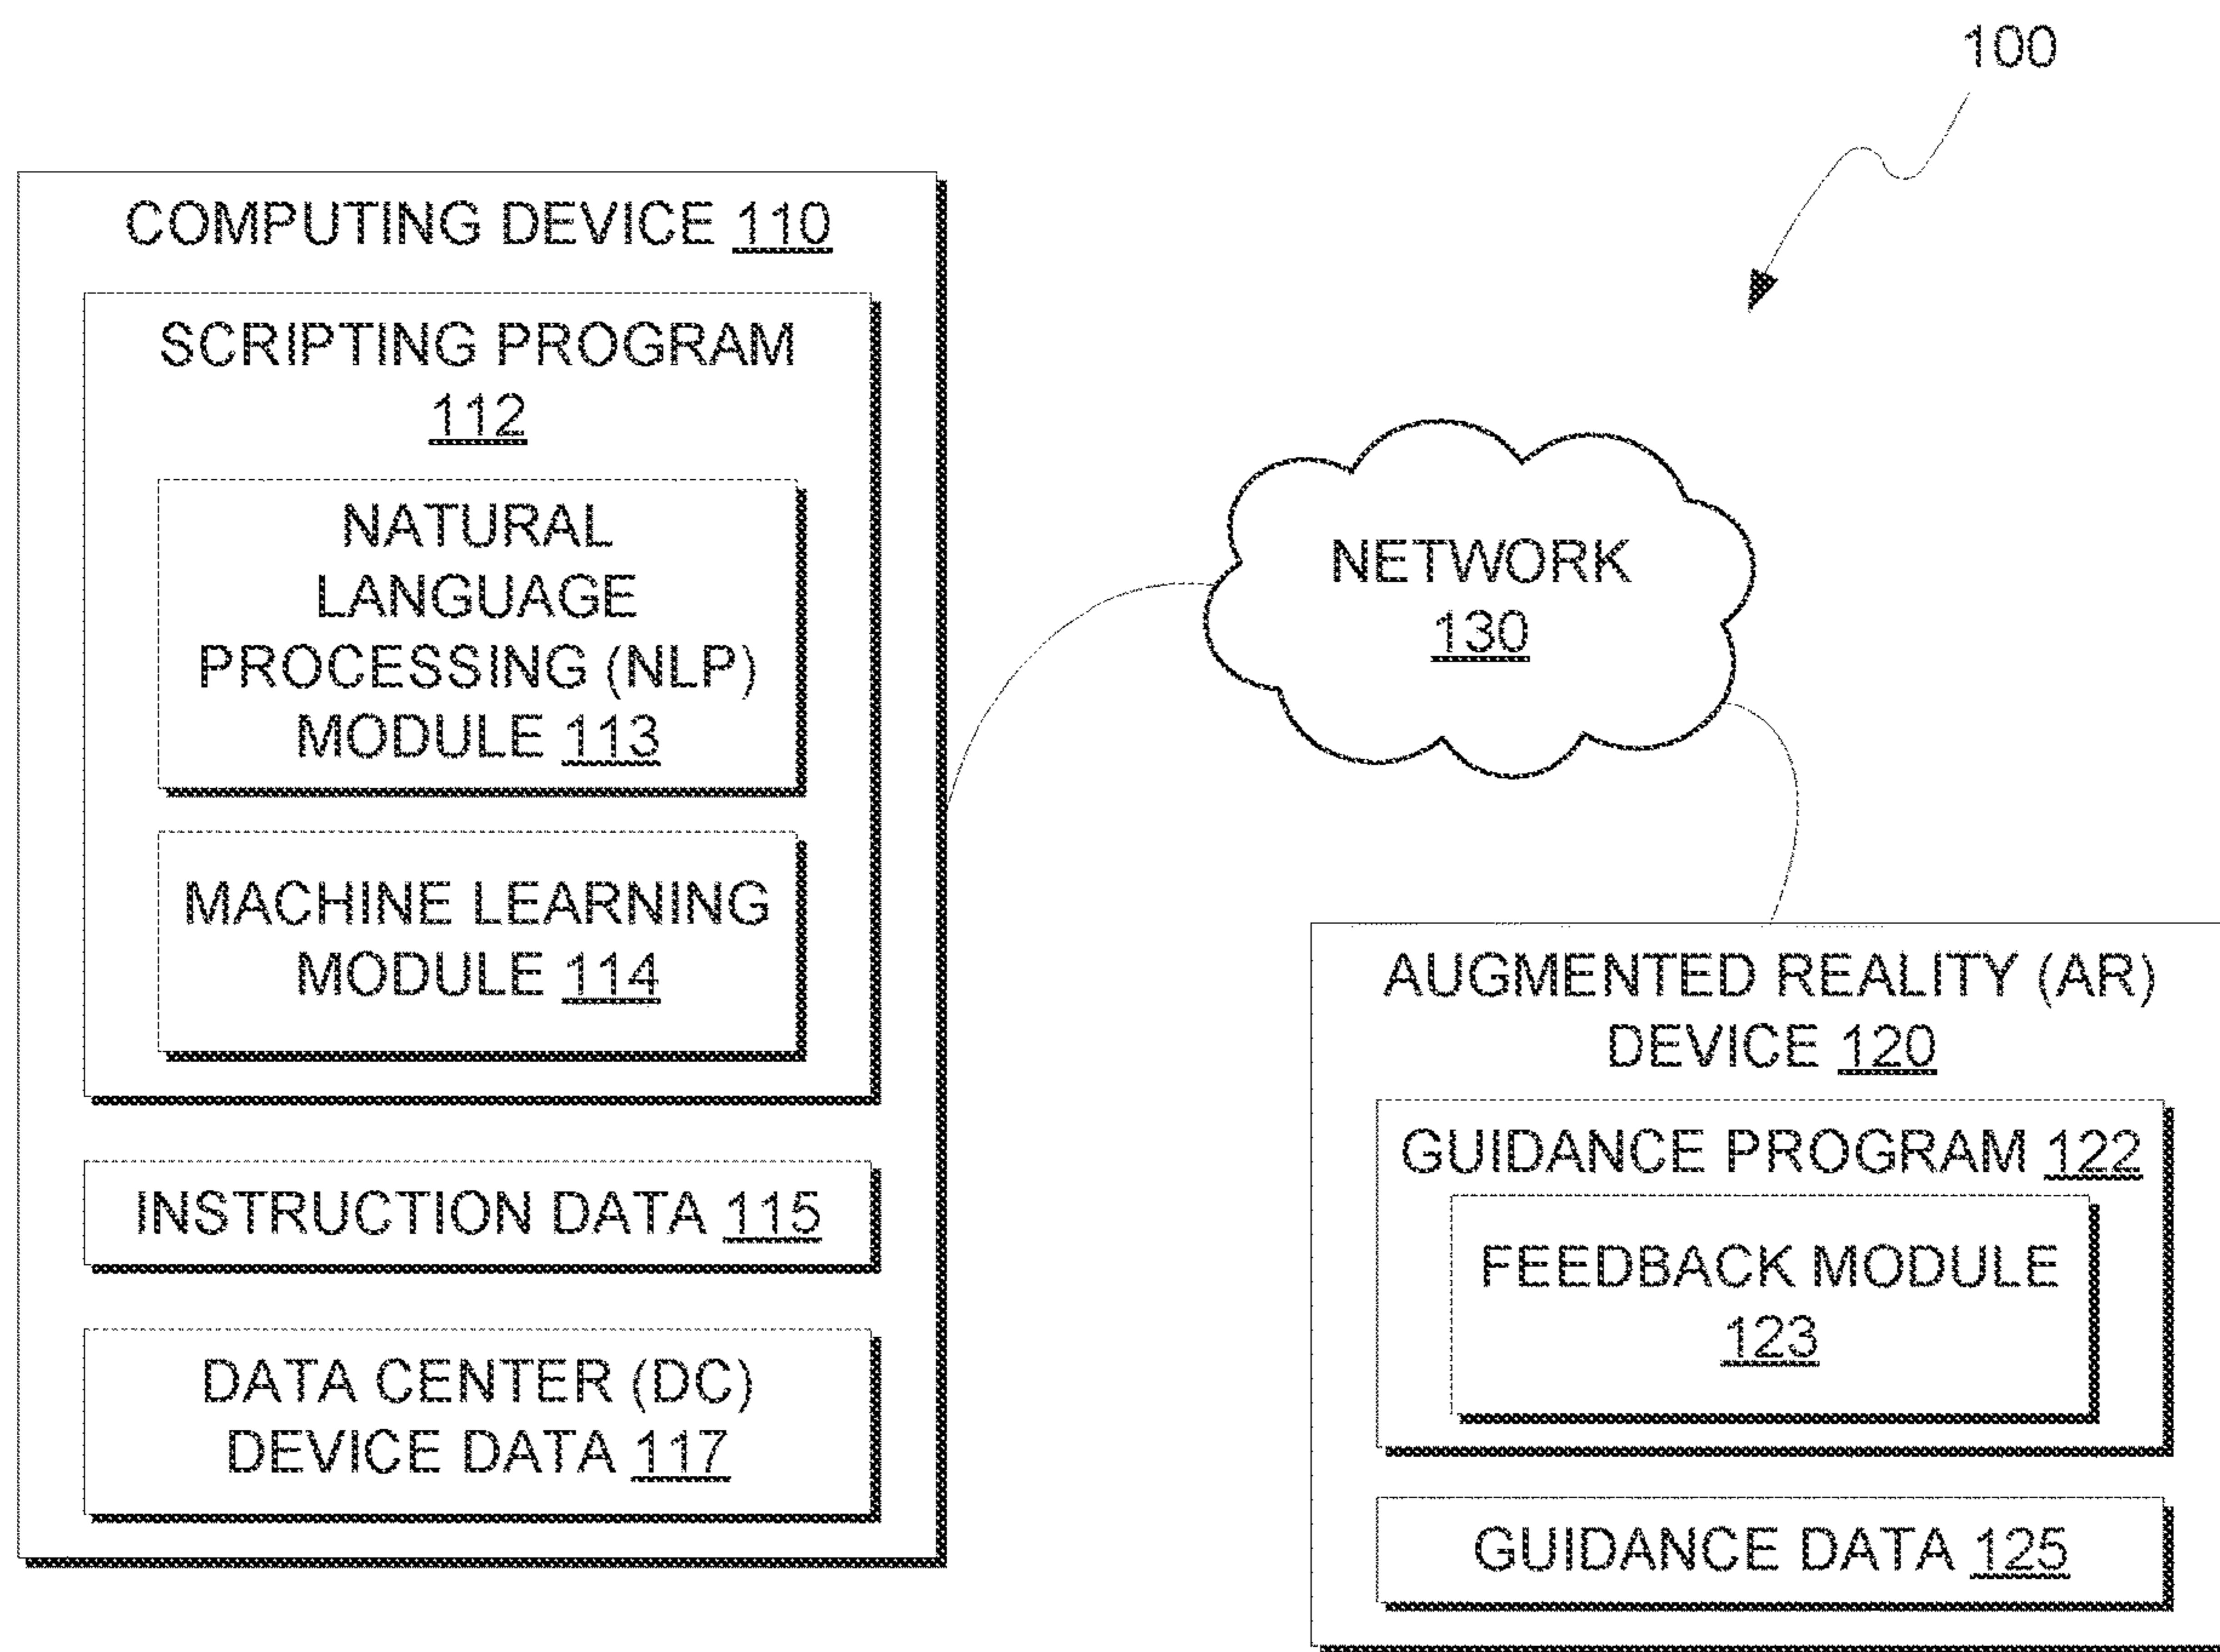 100
COMPUTING DEVICE 110
SCRIPTING PROGRAM
112
NATURAL
LANGUAGE
PROCESSING (NLP)
MODULE 113
MACHINE LEARNING
MODULE 114
INSTRUCTION DATA 115
DATA CENTER (DC)
DEVICE DATA 117
NETWORK
130
AUGMENTED REALITY (AR)
DEVICE 120
GUIDANCE PROGRAM 122
FEEDBACK MODULE
123
GUIDANCE DATA 125